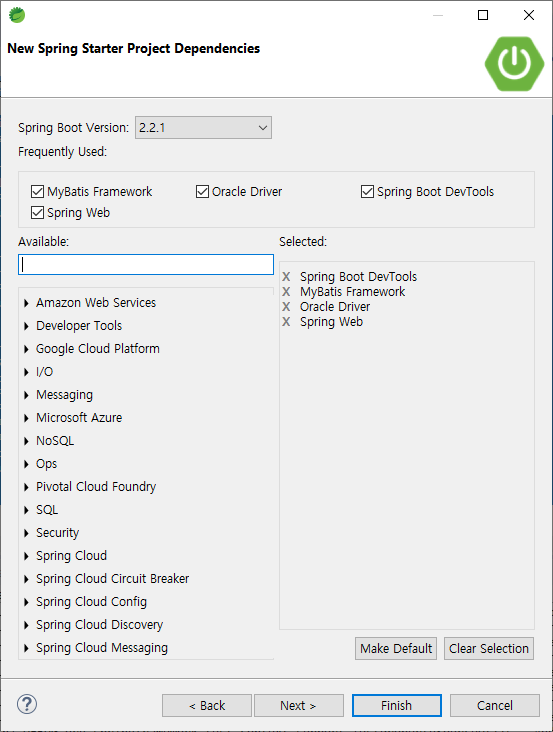 New Spring Starter Project Dependencies
Spring Boot Version: 2.2.1
Frequently Used:
MyBatis Framework Oracle Driver Spring Boot DevTools
Spring Web
Available: Selected:
X Spring Boot DevTools
X MyBatis Framework
X Oracle Driver
X Spring Web
Amazon Web Services
Developer Tools
Google Cloud Platform
I/O
Messaging
Microsoft Azure
NoSQL
Ops
Pivotal Cloud Foundry
SQL
Security
Spring Cloud
Spring Cloud Circuit Breaker
Spring Cloud Config
Spring Cloud Discovery
Spring Cloud Messaging
Make Default Clear Selection
? < Back Next > Finish Cancel